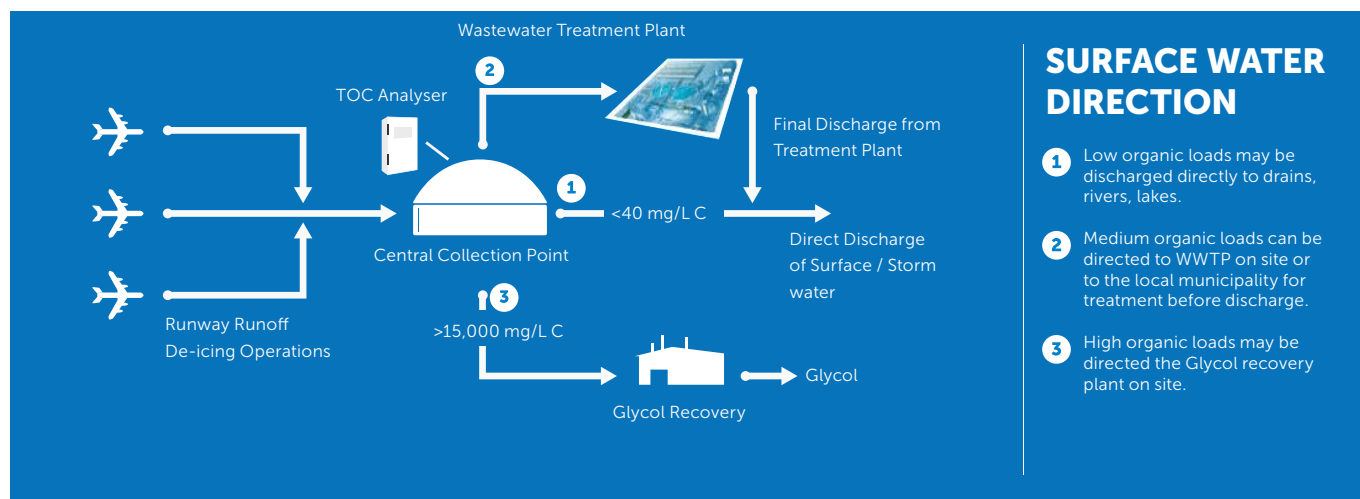 Wastewater Treatment Plant
2
TOC Analyser
Final Discharge from
Treatment Plant
1
<40 mg/L C
Central Collection Point
Direct Discharge
of Surface / Storm
water
3
>15,000 mg/L C
Runway Runoff
De-icing Operations
Glycol
Glycol Recovery
SURFACE WATER
DIRECTION
1 Low organic loads may be
discharged directly to drains,
rivers, lakes.
2 Medium organic loads can be
directed to WWTP on site or
to the local municipality for
treatment before discharge.
3 High organic loads may be
directed the Glycol recovery
plant on site.